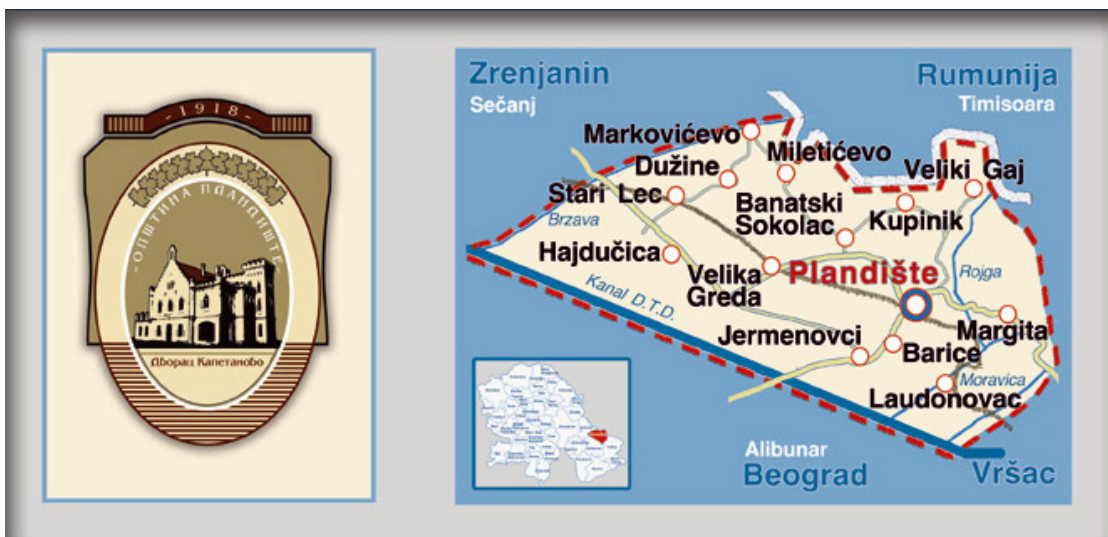 -1918-
-ОПШТИНА ПЛАНДИШТЕ-
Дворац Капетаново
Zrenjanin
Sečanj
Rumunija
Timisoara
Markovićevo
Miletićevo
Dužine
Veliki Gaj
Stari Lec
Banatski
Sokolac
Kupinik
Brzava
Hajdučica
Velika
Greda
Plandište
Rojga
Kanal D.T.D.
Jermenovci
Margita
Barice
Moravica
Laudonovac
Alibunar
Beograd
Vršac